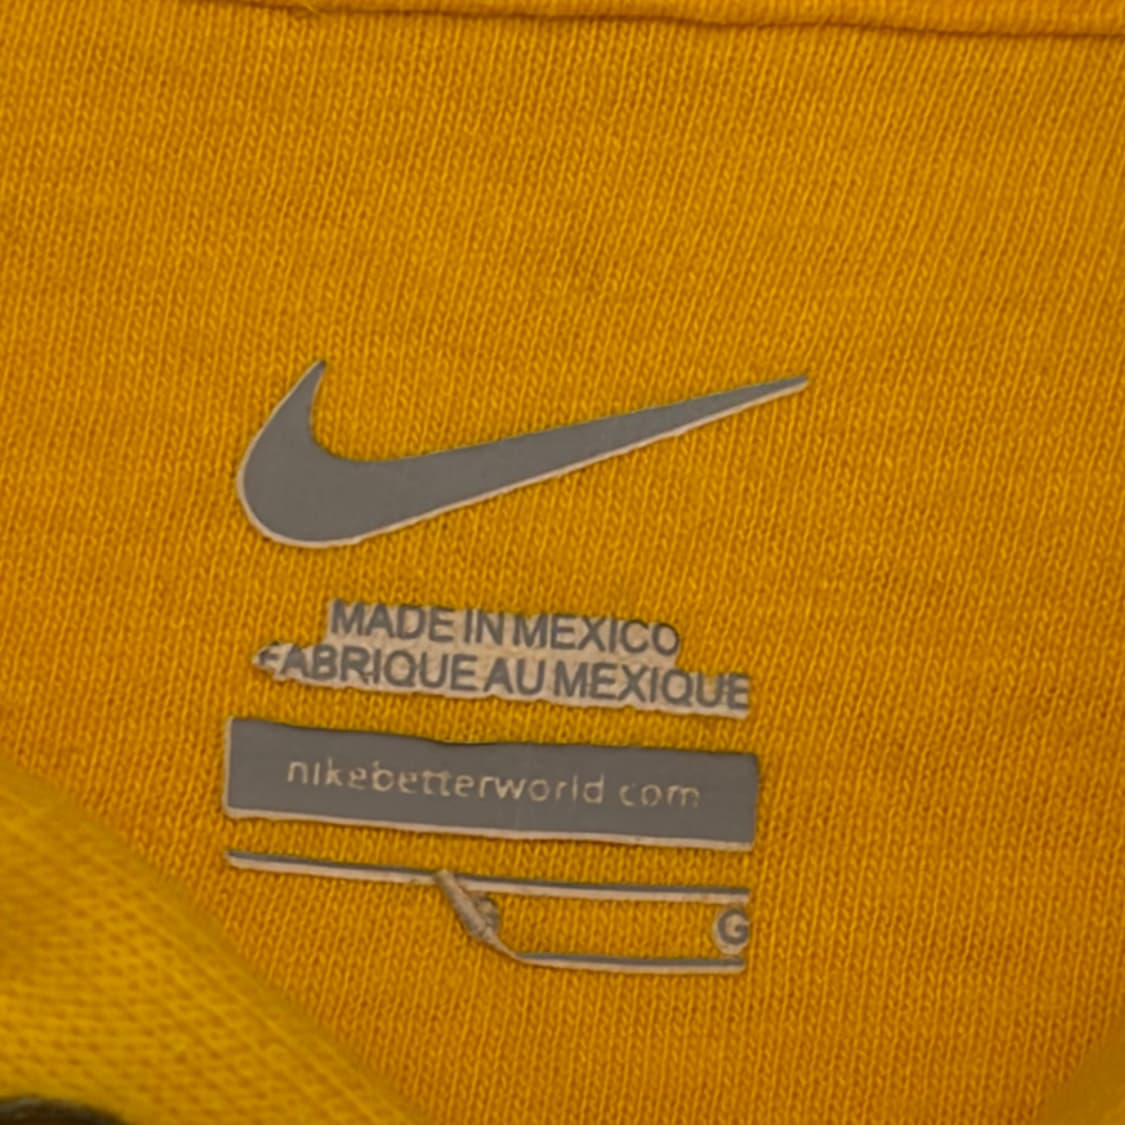 MADE IN MEXICO
FABRIQUE AU MEXIQUE
nikebetterworld.com
G